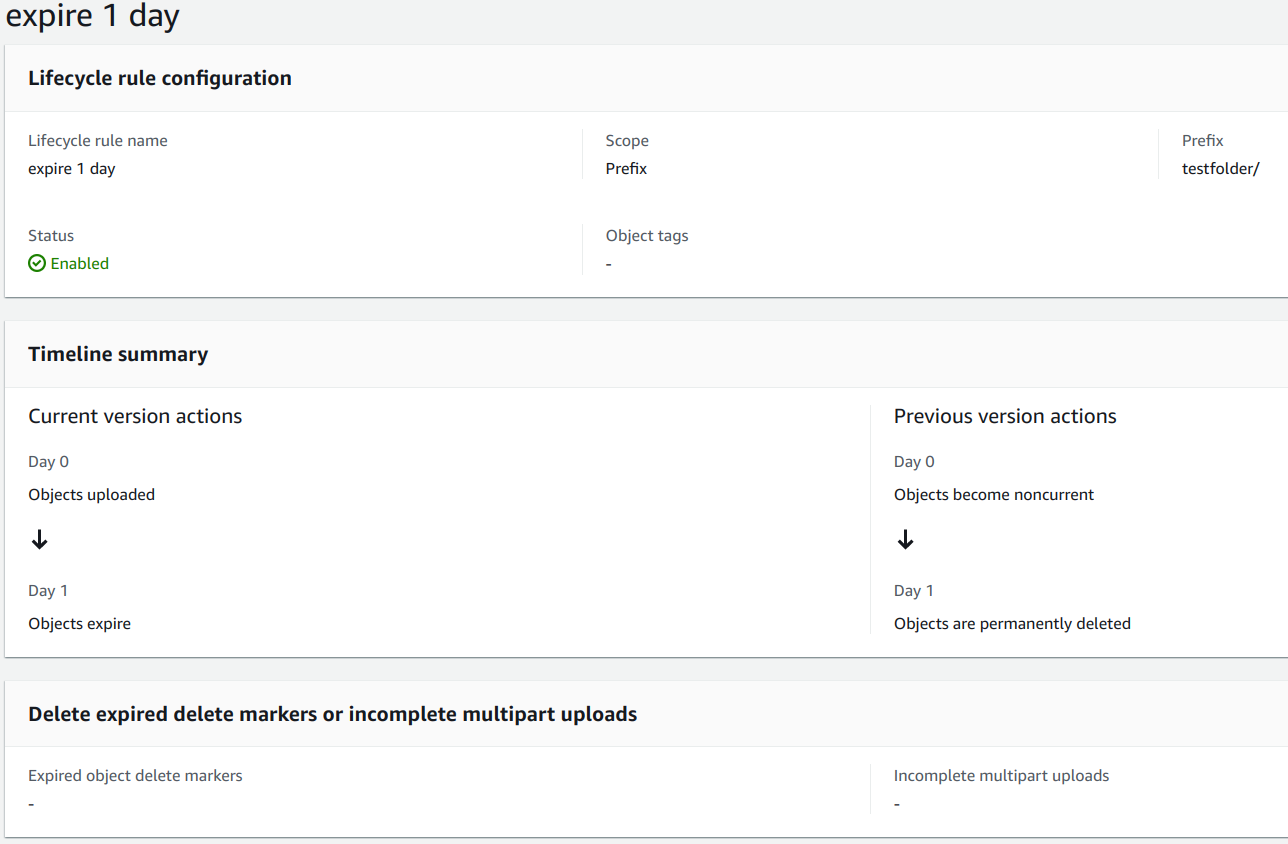 expire 1 day
Lifecycle rule configuration
Lifecycle rule name
expire 1 day
Scope
Prefix
Prefix
testfolder/
Status
Enabled
Object tags
-
Timeline summary
Current version actions
Day 0
Objects uploaded
Day 1
Objects expire
Previous version actions
Day 0
Objects become noncurrent
Day 1
Objects are permanently deleted
Delete expired delete markers or incomplete multipart uploads
Expired object delete markers
-
Incomplete multipart uploads
-